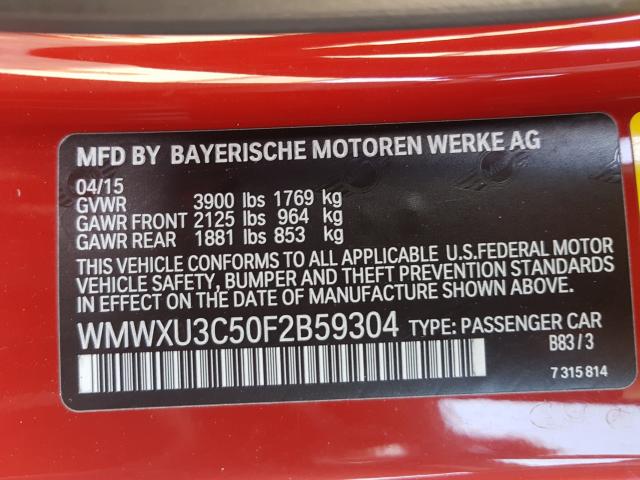 MFD BY BAYERISCHE MOTOREN WERKE AG
04/15
GVWR 3900 lbs 1769 kg
GAWR FRONT 2125 lbs 964 kg
GAWR REAR 1881 lbs 853 kg
THIS VEHICLE CONFORMS TO ALL APPLICABLE U.S.FEDERAL MOTOR
VEHICLE SAFETY, BUMPER AND THEFT PREVENTION STANDARDS
IN EFFECT ON THE DATE OF MANUFACTURE SHOWN ABOVE.
WMWXU3C50F2B59304 TYPE: PASSENGER CAR
B83/3
7 315 814